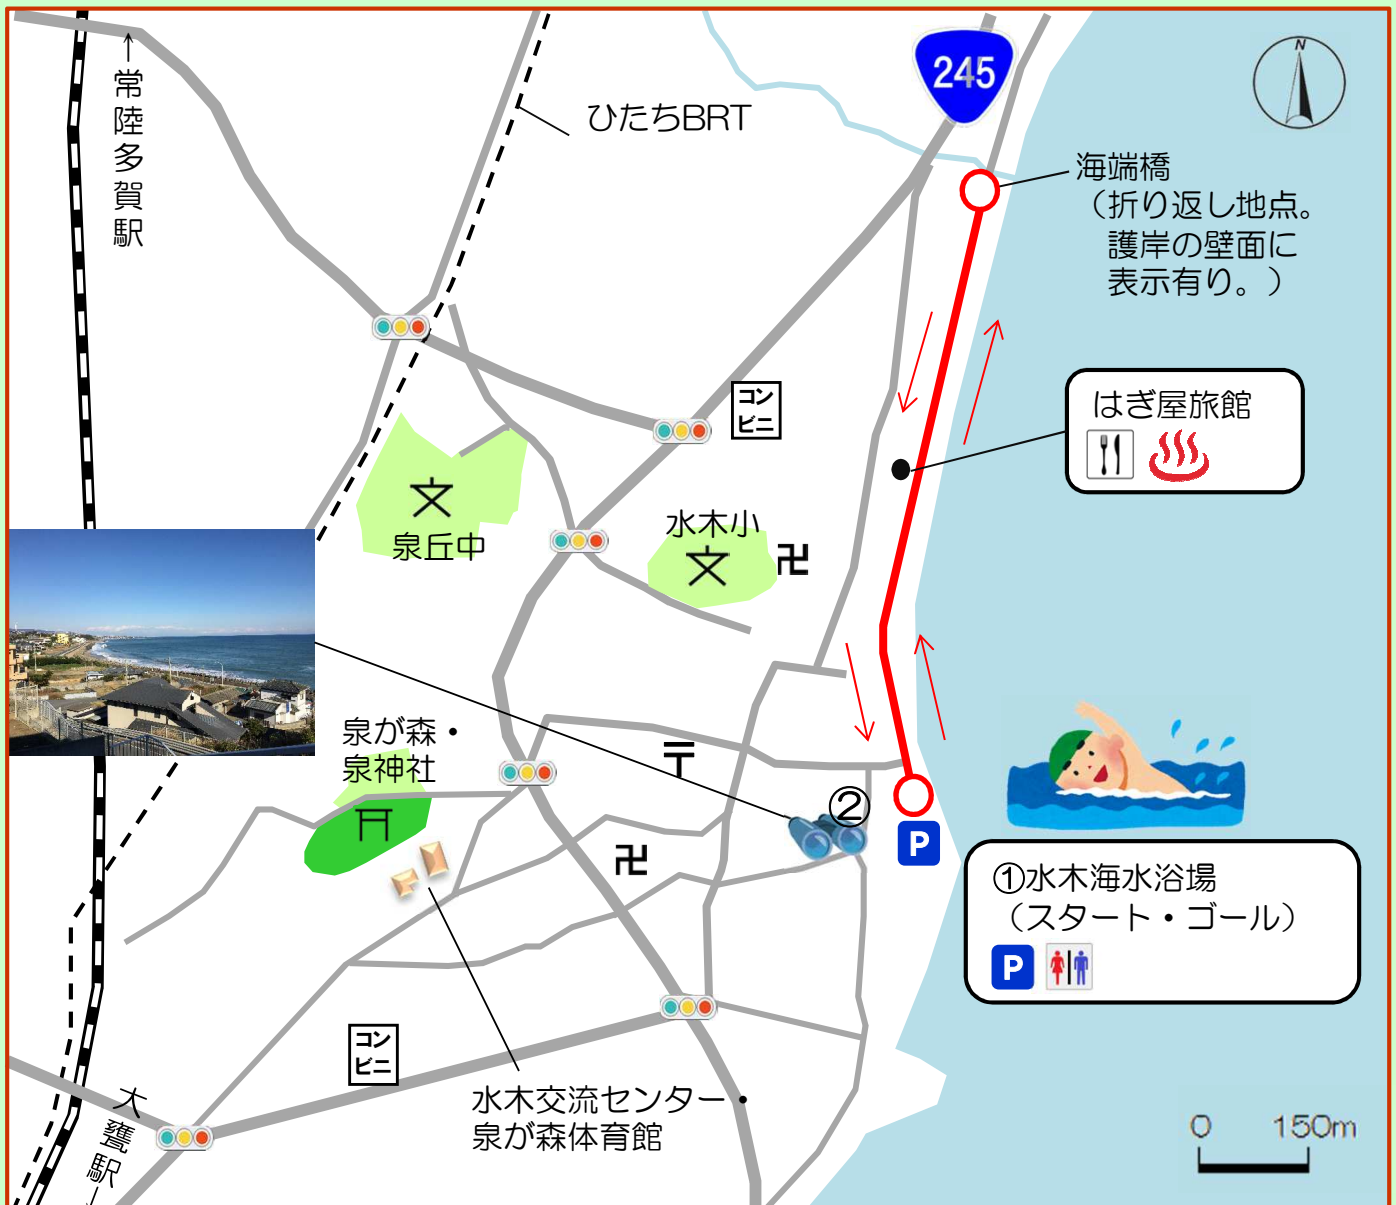 245
N
←常陸多賀駅
ひたちBRT
海端橋
（折り返し地点。
護岸の壁面に
表示有り。）
コン
ビニ
はぎ屋旅館
文
泉丘中
水木小
文
卍
泉が森・
泉神社
〒
②
卍
P
①水木海水浴場
（スタート・ゴール）
P
コン
ビニ
水木交流センター・
泉が森体育館
大甕駅
0 150m